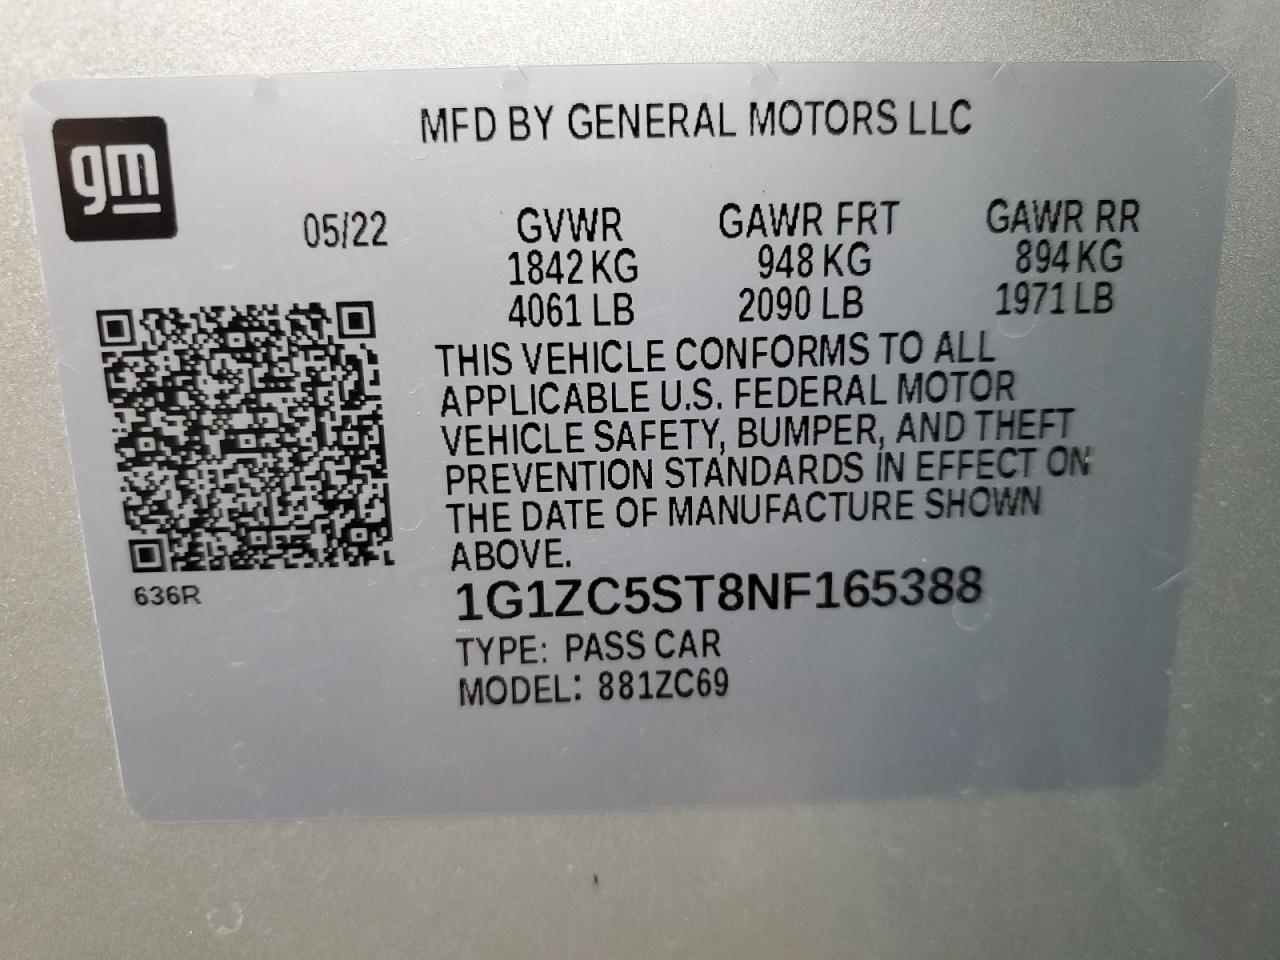 MFD BY GENERAL MOTORS LLC
gm
05/22
GVWR GAWR FRT GAWR RR
1842 KG 948 KG 894 KG
4061 LB 2090 LB 1971 LB
THIS VEHICLE CONFORMS TO ALL
APPLICABLE U.S. FEDERAL MOTOR
VEHICLE SAFETY, BUMPER, AND THEFT
PREVENTION STANDARDS IN EFFECT ON
THE DATE OF MANUFACTURE SHOWN
ABOVE.
636R
1G1ZC5ST8NF165388
TYPE: PASS CAR
MODEL: 881ZC69